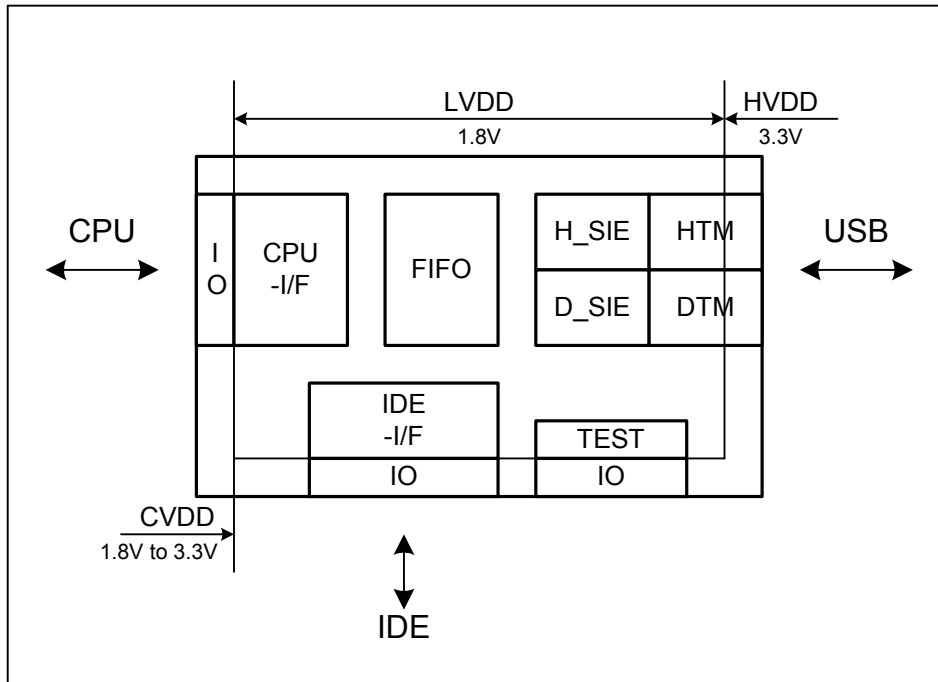 LVDD
1.8V
HVDD
3.3V
CPU
I
O
CPU
-I/F
FIFO
H_SIE
HTM
D_SIE
DTM
USB
IDE
-I/F
IO
TEST
IO
CVDD
1.8V to 3.3V
IDE